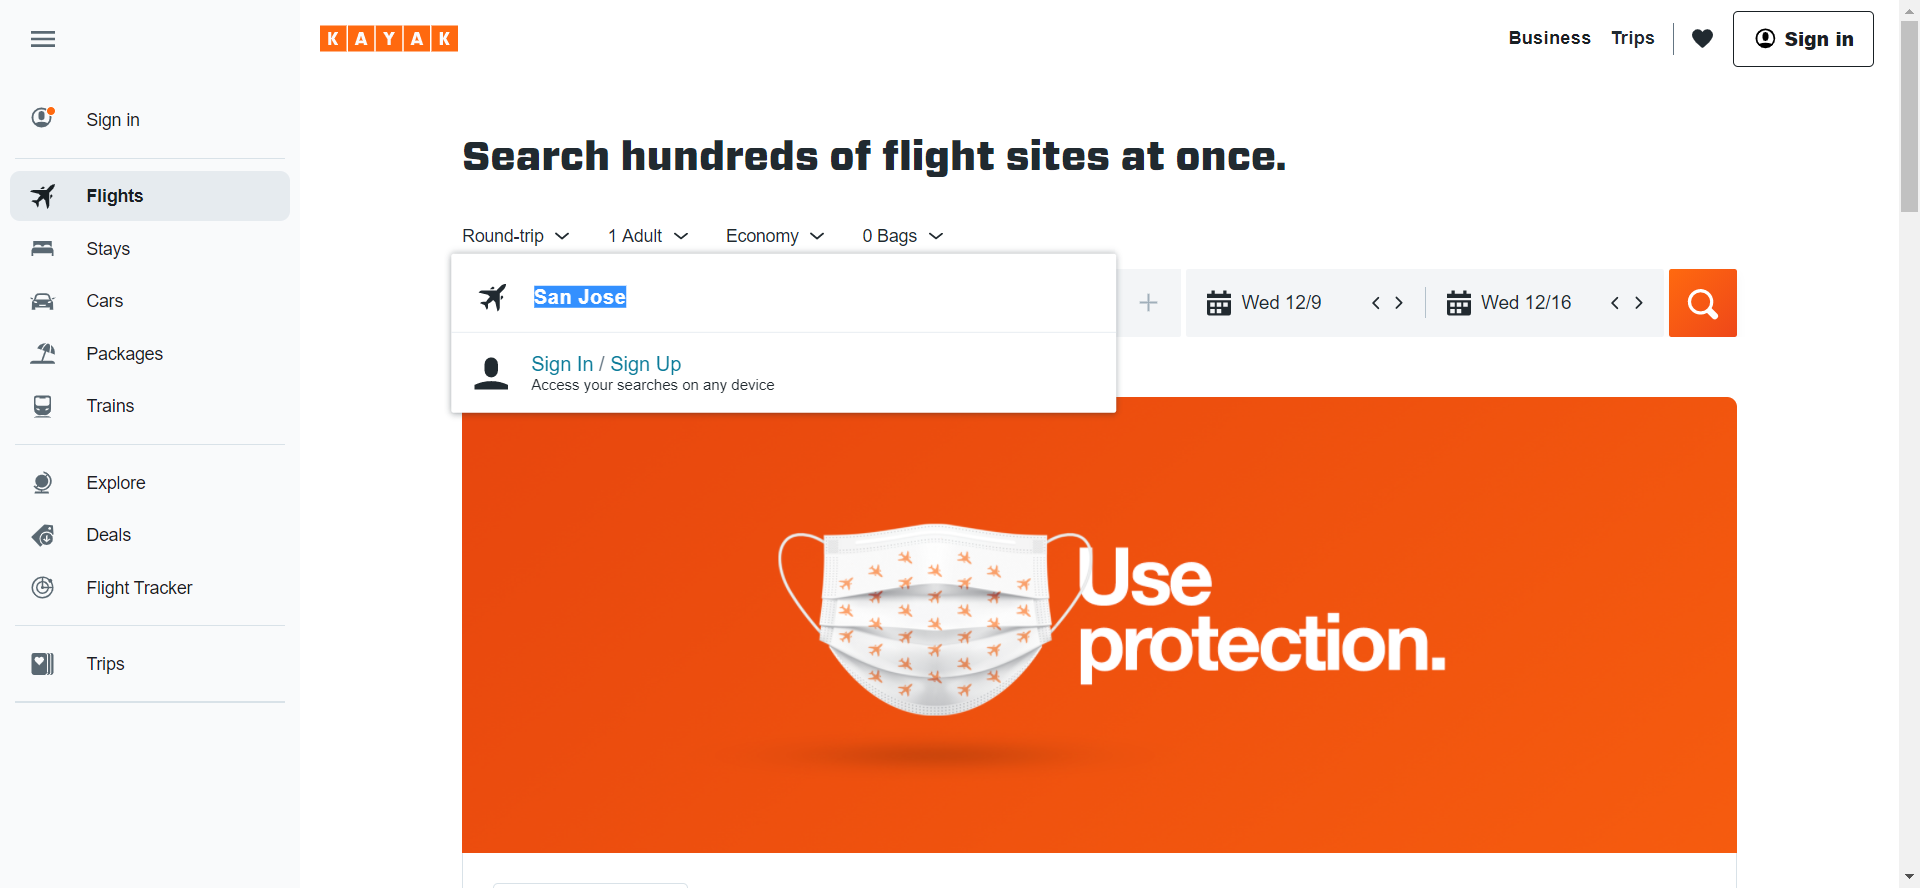 KAYAK
Business
Trips
Sign in
Sign in
Flights
Stays
Cars
Packages
Trains
Explore
Deals
Flight Tracker
Trips
Search hundreds of flight sites at once.
Round-trip
1 Adult
Economy
0 Bags
San Jose
Sign In / Sign Up
Access your searches on any device
Wed 12/9
Wed 12/16
Use
protection.